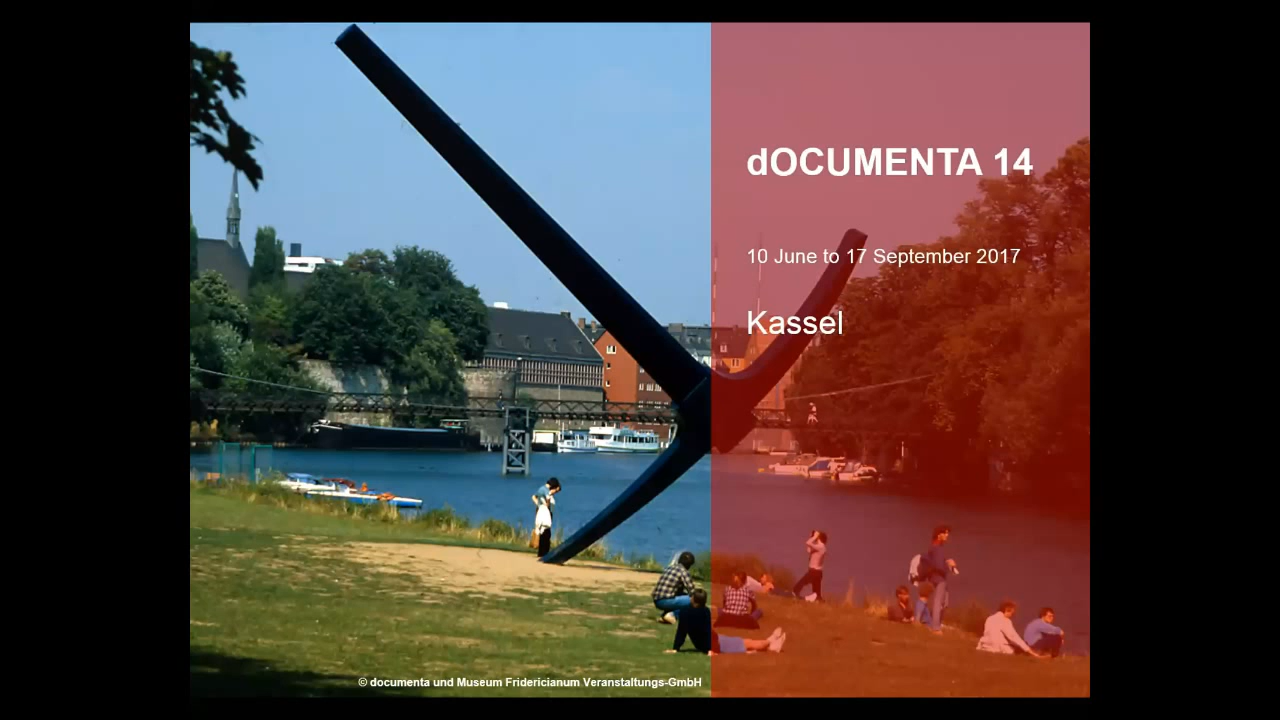 dOCUMENTA 14
10 June to 17 September 2017
Kassel
© documenta und Museum Fridericianum Veranstaltungs-GmbH